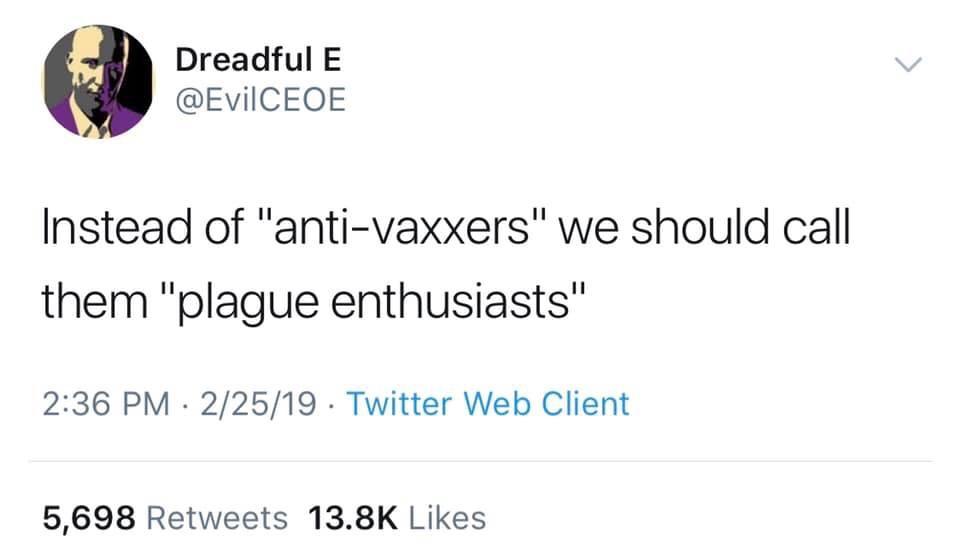 Dreadful E
@EvilCEOE
Instead of "anti-vaxxers" we should call
them "plague enthusiasts"
2:36 PM · 2/25/19 · Twitter Web Client
5,698 Retweets 13.8K Likes